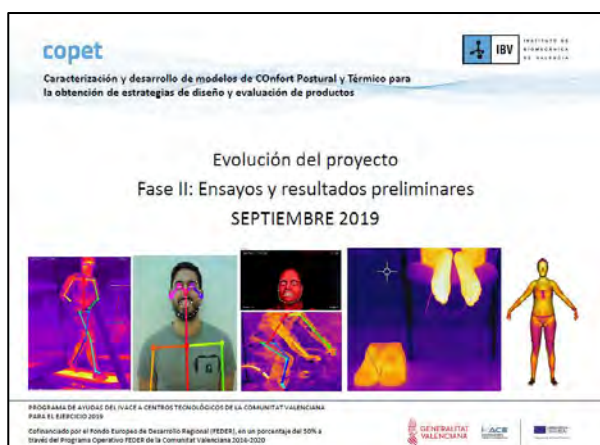 copet
IBV
INSTITUTO DE
BIOMECÁNICA
DE VALENCIA
Caracterización y desarrollo de modelos de COnfort Postural y Térmico para
la obtención de estrategias de diseño y evaluación de productos
Evolución del proyecto
Fase II: Ensayos y resultados preliminares
SEPTIEMBRE 2019
PROGRAMA DE AYUDAS DEL IVACE A CENTROS TECNOLÓGICOS DE LA COMUNITAT VALENCIANA
PARA EL EJERCICIO 2019
Cofinanciado por el Fondo Europeo de Desarrollo Regional (FEDER), en un porcentaje del 50% a
través del Programa Operativo FEDER de la Comunitat Valenciana 2014-2020
GENERALITAT
VALENCIANA
IVACE